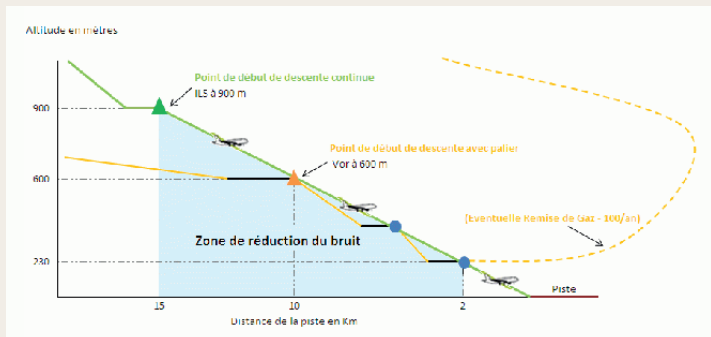 Altitude en mètres
Point de début de descente continue
ILS à 900 m
900
Point de début de descente avec palier
Vor à 600 m
600
(Eventuelle Remise de Gaz - 100/an)
Zone de réduction du bruit
230
Piste
15
10
2
Distance de la piste en Km